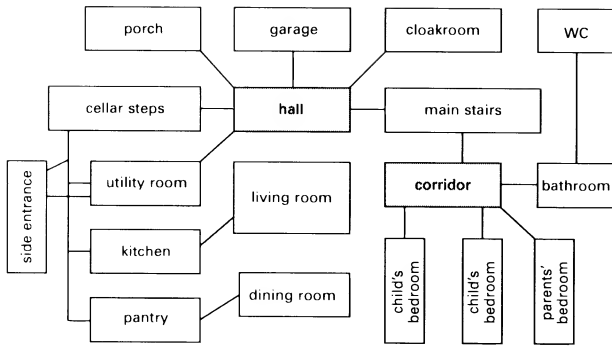 porch
garage
cloakroom
WC
cellar steps
hall
main stairs
side entrance
utility room
living room
corridor
bathroom
kitchen
child's
bedroom
child's
bedroom
parents'
bedroom
pantry
dining room